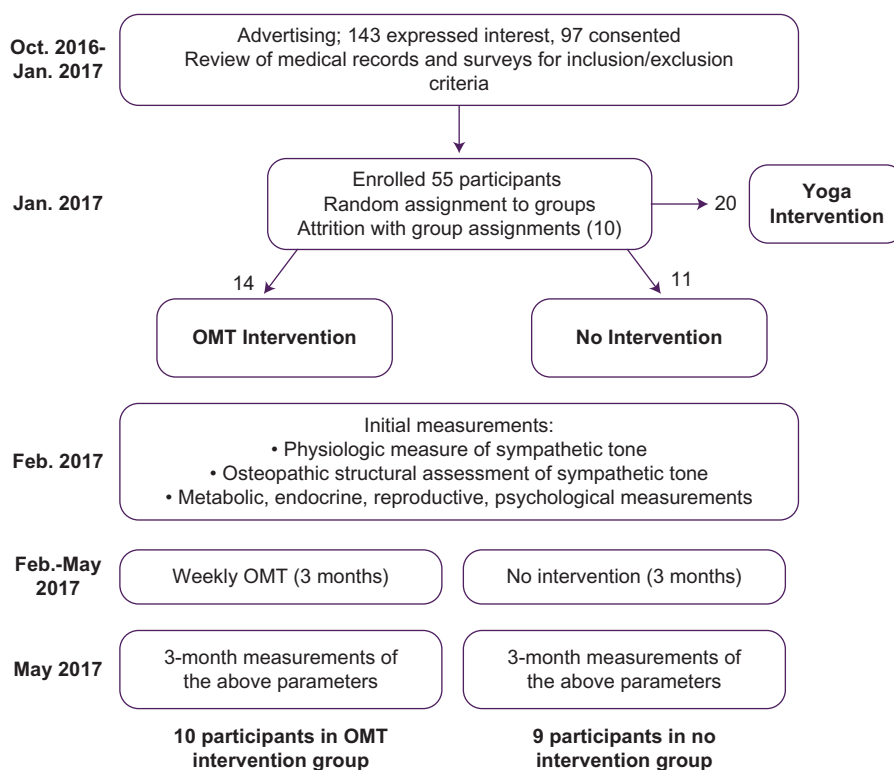 Oct. 2016-
Jan. 2017
Advertising; 143 expressed interest, 97 consented
Review of medical records and surveys for inclusion/exclusion
criteria
Jan. 2017
Enrolled 55 participants
Random assignment to groups
Attrition with group assignments (10)
20
Yoga
Intervention
14
11
OMT Intervention
No Intervention
Feb. 2017
Initial measurements:
• Physiologic measure of sympathetic tone
• Osteopathic structural assessment of sympathetic tone
• Metabolic, endocrine, reproductive, psychological measurements
Feb.-May
2017
Weekly OMT (3 months)
No intervention (3 months)
May 2017
3-month measurements of
the above parameters
3-month measurements of
the above parameters
10 participants in OMT
intervention group
9 participants in no
intervention group